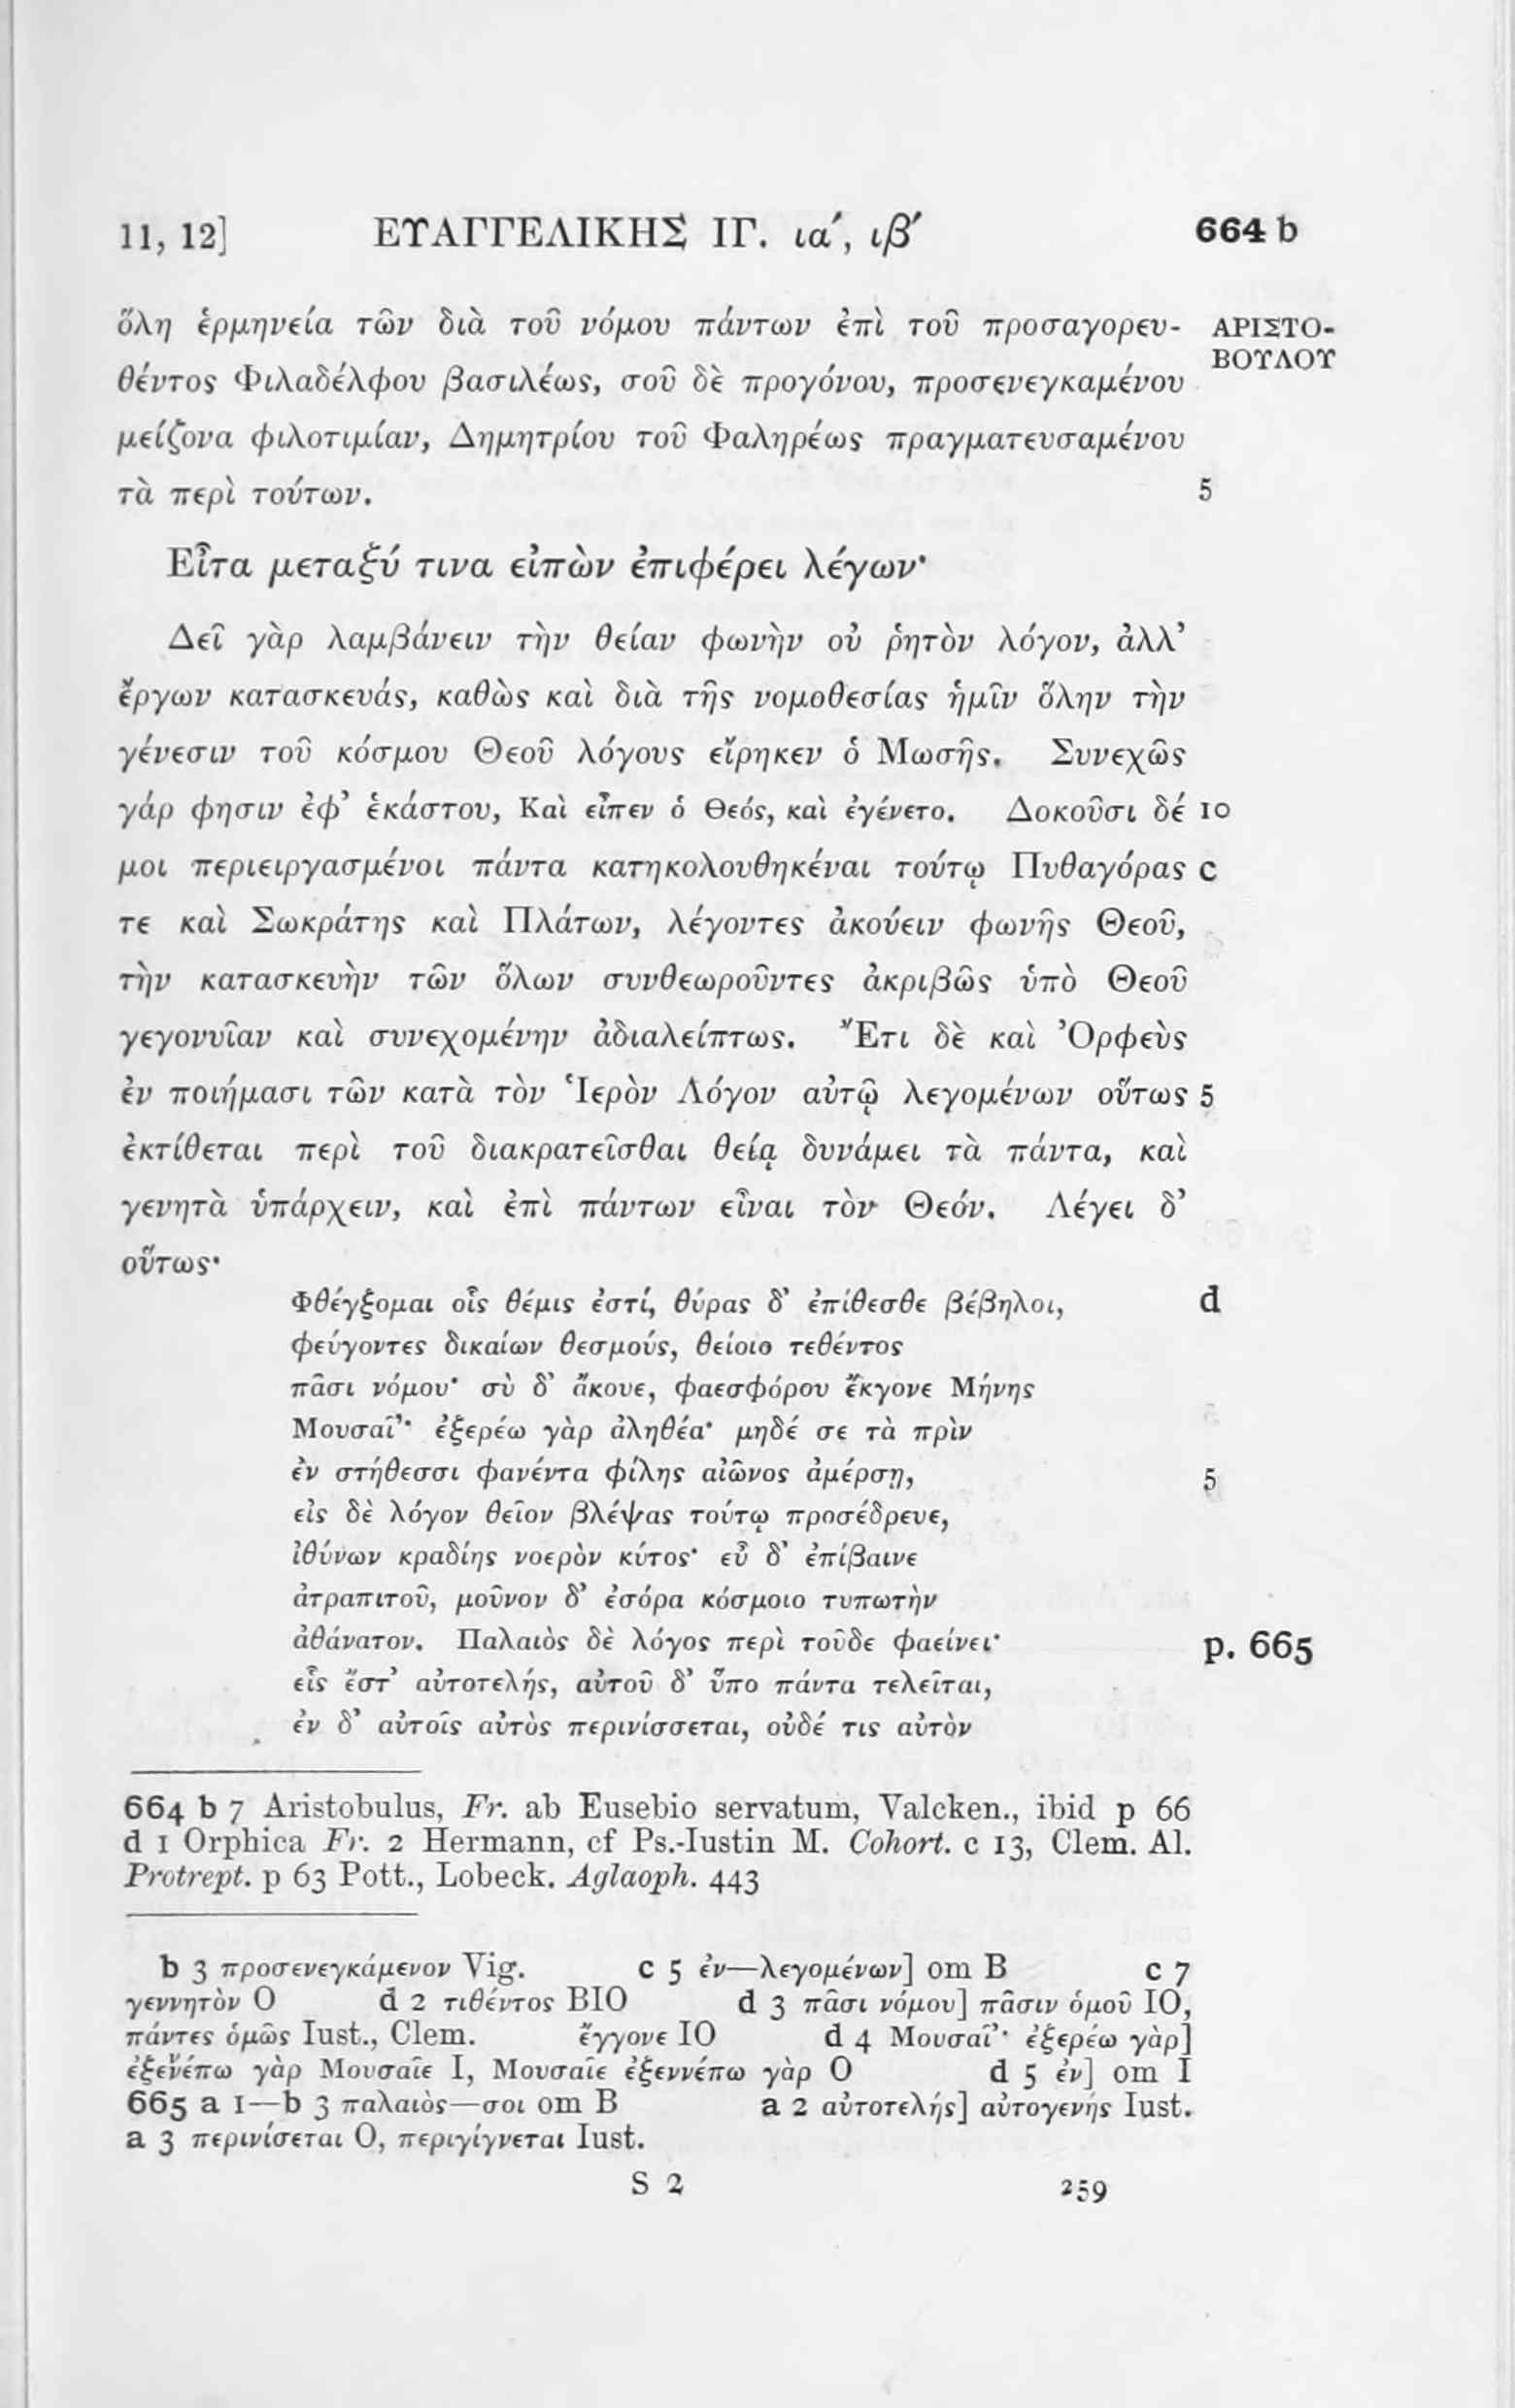 11, 12] ΕΥΑΓΓΕΛΙΚΗΣ ΙΓ. ια΄, ιβ΄ 664 b
ὅλη ἑρμηνεία τῶν διὰ τοῦ νόμου πάντων ἐπὶ τοῦ προσαγορευ- ΑΡΙΣΤΟ-
ΒΟΥΛΟΥ
θέντος Φιλαδέλφου βασιλέως, σοῦ δὲ προγόνου, προσενεγκαμένου
μείζονα φιλοτιμίαν, Δημητρίου τοῦ Φαληρέως πραγματευσαμένου
τὰ περὶ τούτων. 5
Εἶτα μεταξύ τινα εἰπὼν ἐπιφέρει λέγων·
Δεῖ γὰρ λαμβάνειν τὴν θείαν φωνὴν οὐ ῥητὸν λόγον, ἀλλ’
ἔργων κατασκευάς, καθὼς καὶ διὰ τῆς νομοθεσίας ἡμῖν ὅλην τὴν
γένεσιν τοῦ κόσμου Θεοῦ λόγους εἴρηκεν ὁ Μωσῆς. Συνεχῶς
γάρ φησιν ἐφ’ ἑκάστου, Καὶ εἶπεν ὁ Θεός, καὶ ἐγένετο. Δοκοῦσι δέ 10
μοι περιειργασμένοι πάντα κατηκολουθηκέναι τούτῳ Πυθαγόρας c
τε καὶ Σωκράτης καὶ Πλάτων, λέγοντες ἀκούειν φωνῆς Θεοῦ,
τὴν κατασκευὴν τῶν ὅλων συνθεωροῦντες ἀκριβῶς ὑπὸ Θεοῦ
γεγονυῖαν καὶ συνεχομένην ἀδιαλείπτως. Ἔτι δὲ καὶ Ὀρφεὺς
ἐν ποιήμασι τῶν κατὰ τὸν Ἱερὸν Λόγον αὐτῷ λεγομένων οὕτως 5
ἐκτίθεται περὶ τοῦ διακρατεῖσθαι θείᾳ δυνάμει τὰ πάντα, καὶ
γενητὰ ὑπάρχειν, καὶ ἐπὶ πάντων εἶναι τὸν Θεόν. Λέγει δ’
οὕτως·
Φθέγξομαι οἷς θέμις ἐστί, θύρας δ’ ἐπίθεσθε βέβηλοι, d
φεύγοντες δικαίων θεσμούς, θείοιο τεθέντος
πᾶσι νόμου· σὺ δ’ ἄκουε, φαεσφόρου ἔκγονε Μήνης
Μουσαῖ’· ἐξερέω γὰρ ἀληθέα· μηδέ σε τὰ πρὶν
ἐν στήθεσσι φανέντα φίλης αἰῶνος ἀμέρσῃ, 5
εἰς δὲ λόγον θεῖον βλέψας τούτῳ προσέδρευε,
ἰθύνων κραδίης νοερὸν κύτος· εὖ δ’ ἐπίβαινε
ἀτραπιτοῦ, μοῦνον δ’ ἐσόρα κόσμοιο τυπωτὴν
ἀθάνατον. Παλαιὸς δὲ λόγος περὶ τοῦδε φαείνει· p. 665
εἷς ἔστ’ αὐτοτελής, αὐτοῦ δ’ ὕπο πάντα τελεῖται,
ἐν δ’ αὐτοῖς αὐτὸς περινίσσεται, οὐδέ τις αὐτὸν
664 b 7 Aristobulus, Fr. ab Eusebio servatum, Valcken., ibid p 66
d 1 Orphica Fr. 2 Hermann, cf Ps.-Iustin M. Cohort. c 13, Clem. Al.
Protrept. p 63 Pott., Lobeck. Aglaoph. 443
b 3 προσενεγκάμενον Vig. c 5 ἐν—λεγομένων] om B c 7
γεννητὸν O d 2 τιθέντος BIO d 3 πᾶσι νόμου] πᾶσιν ὁμοῦ IO,
πάντες ὁμῶς Iust., Clem. ἔγγονε IO d 4 Μουσαῖ’· ἐξερέω γὰρ]
ἐξενέπω γὰρ Μουσαῖε I, Μουσαῖε ἐξεννέπω γὰρ O d 5 ἐν] om I
665 a 1—b 3 παλαιὸς—σοι om B a 2 αὐτοτελής] αὐτογενής Iust.
a 3 περινίσεται O, περιγίγνεται Iust.
S 2 259